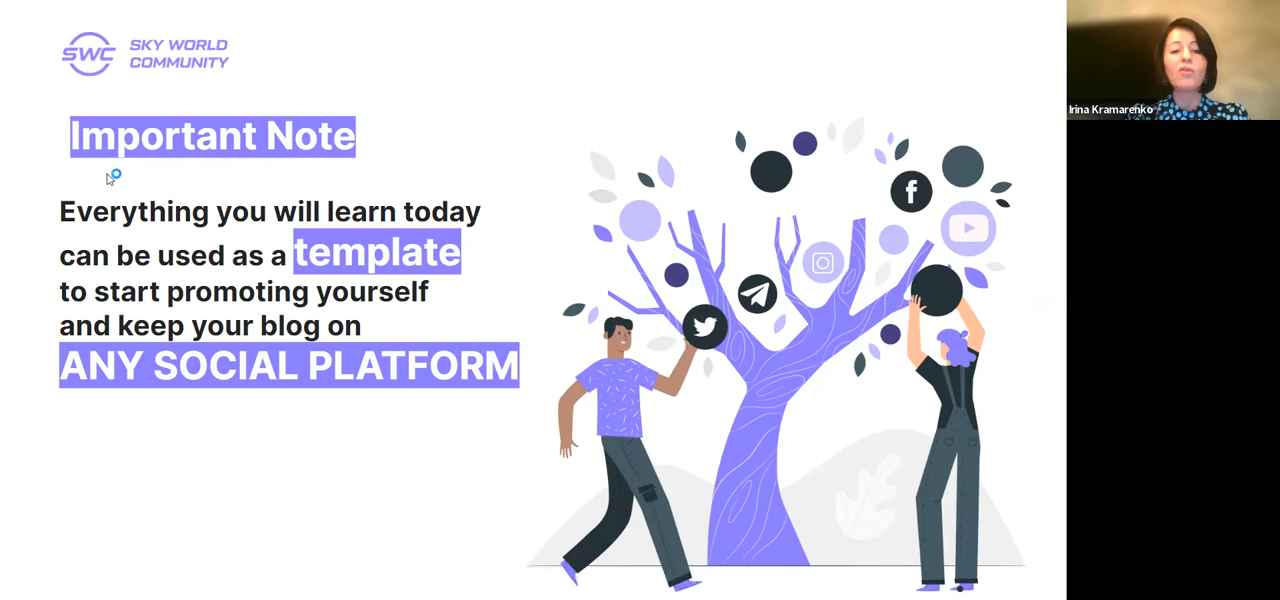 SWC
SKY WORLD
COMMUNITY
Important Note
Everything you will learn today
can be used as a template
to start promoting yourself
and keep your blog on
ANY SOCIAL PLATFORM
Irina Kramarenko